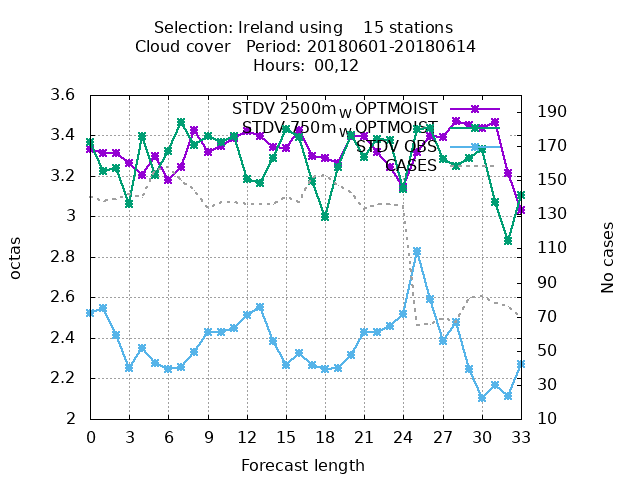 Selection: Ireland using    15 stations
Cloud cover   Period: 20180601-20180614
Hours:  00,12
STDV 2500m_W OPTMOIST
STDV 750m_W OPTMOIST
STDV OBS
CASES
3.6
3.4
3.2
3
2.8
2.6
2.4
2.2
2
octas
190
170
150
130
110
90
70
50
30
10
No cases
0 3 6 9 12 15 18 21 24 27 30 33
Forecast length